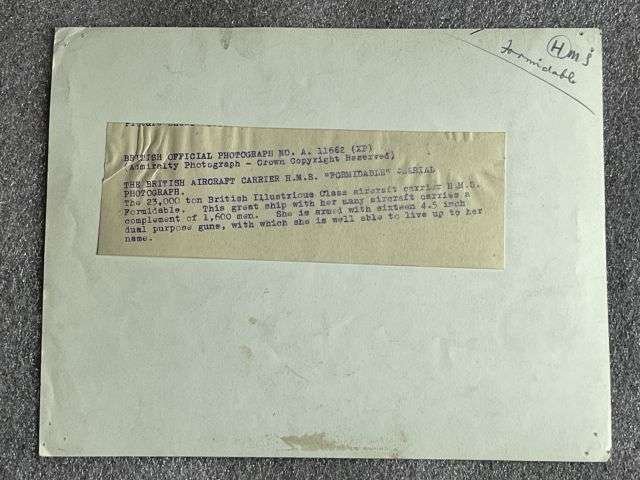 HMS
Formidable
BRITISH OFFICIAL PHOTOGRAPH NO. A. 11662 (XP)
(Admiralty Photograph - Crown Copyright Reserved)
THE BRITISH AIRCRAFT CARRIER H.M.S. "FORMIDABLE" AERIAL
PHOTOGRAPH.
The 23,000 ton British Illustrious Class aircraft carrier H.M.S.
Formidable. This great ship with her many aircraft carries a
complement of 1,600 men. She is armed with sixteen 4.5 inch
dual purpose guns, with which she is well able to live up to her
name.